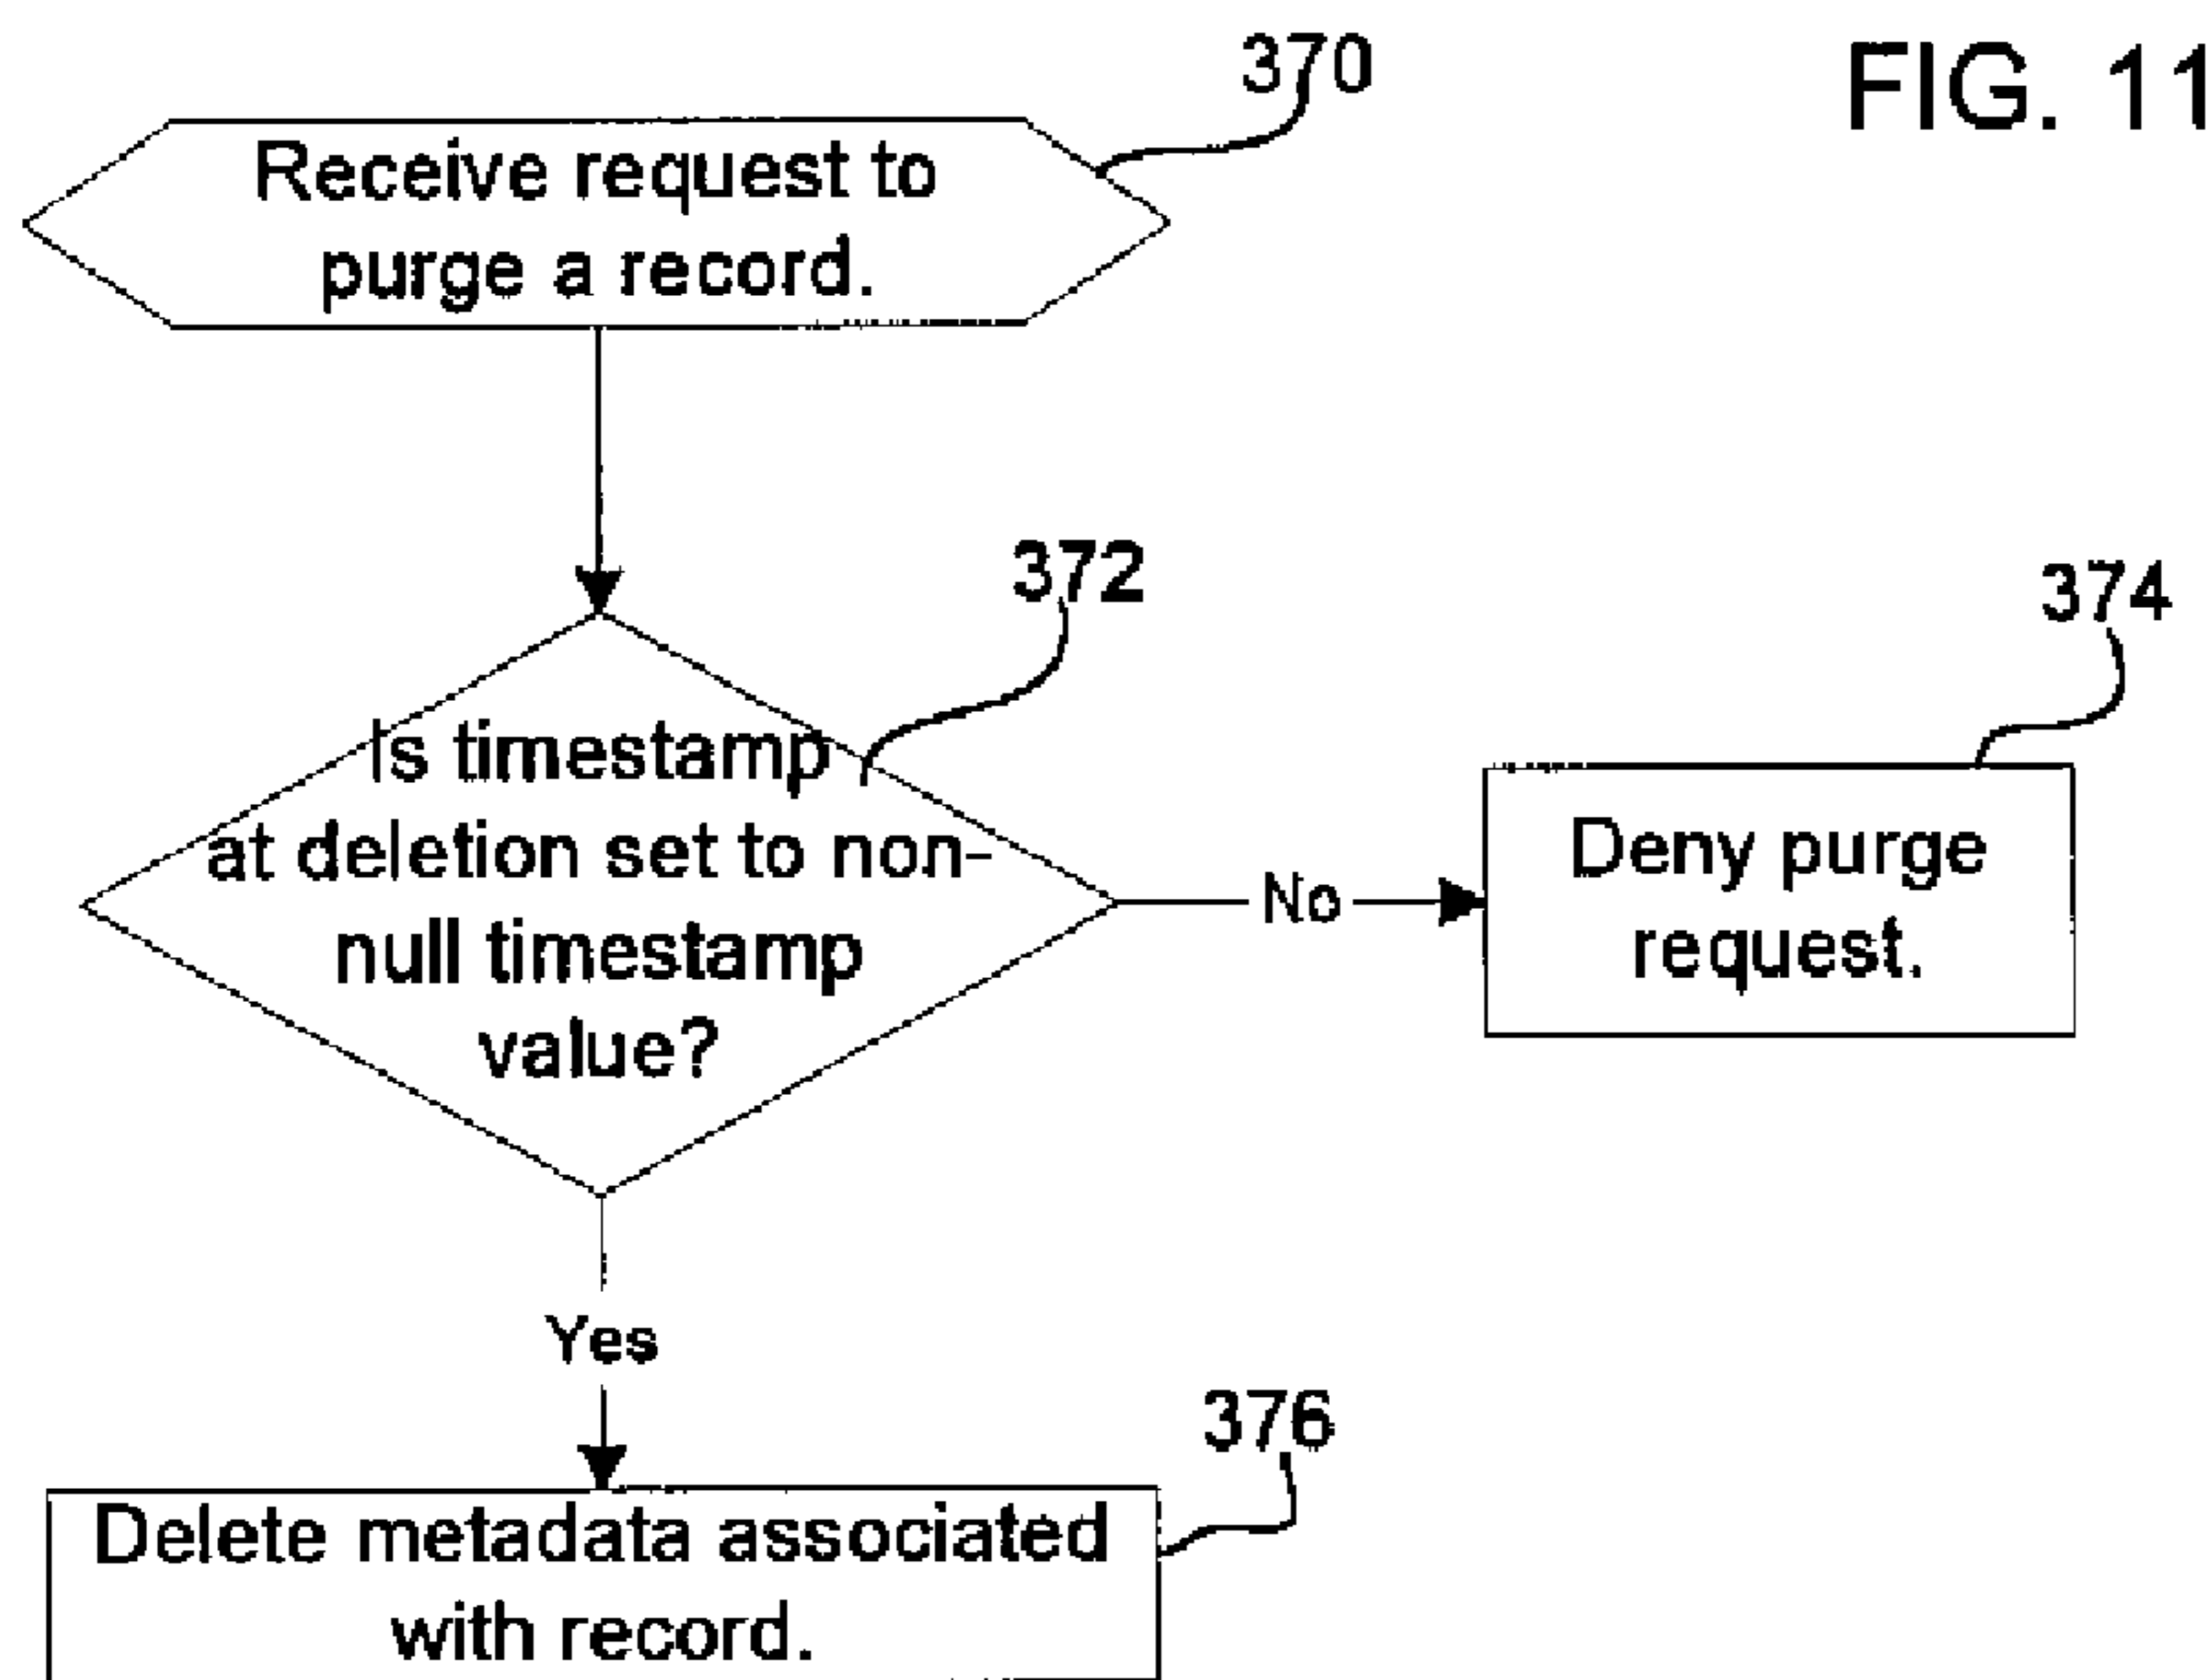 370
FIG. 11
Receive request to
purge a record.
372
374
Is timestamp
at deletion set to non-
null timestamp
value?
No
Deny purge
request.
Yes
376
Delete metadata associated
with record.